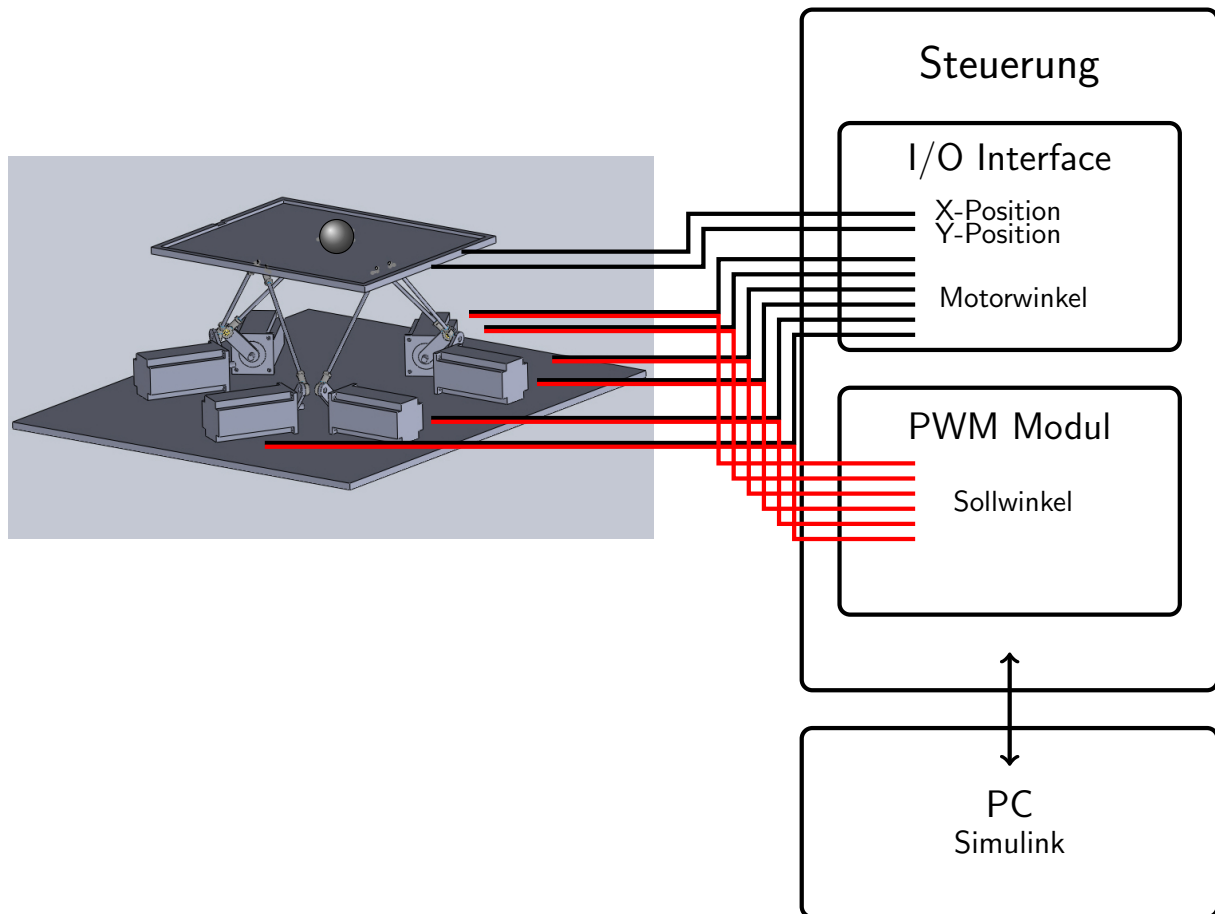 Steuerung
I/O Interface
X-Position
Y-Position
Motorwinkel
PWM Modul
Sollwinkel
PC
Simulink